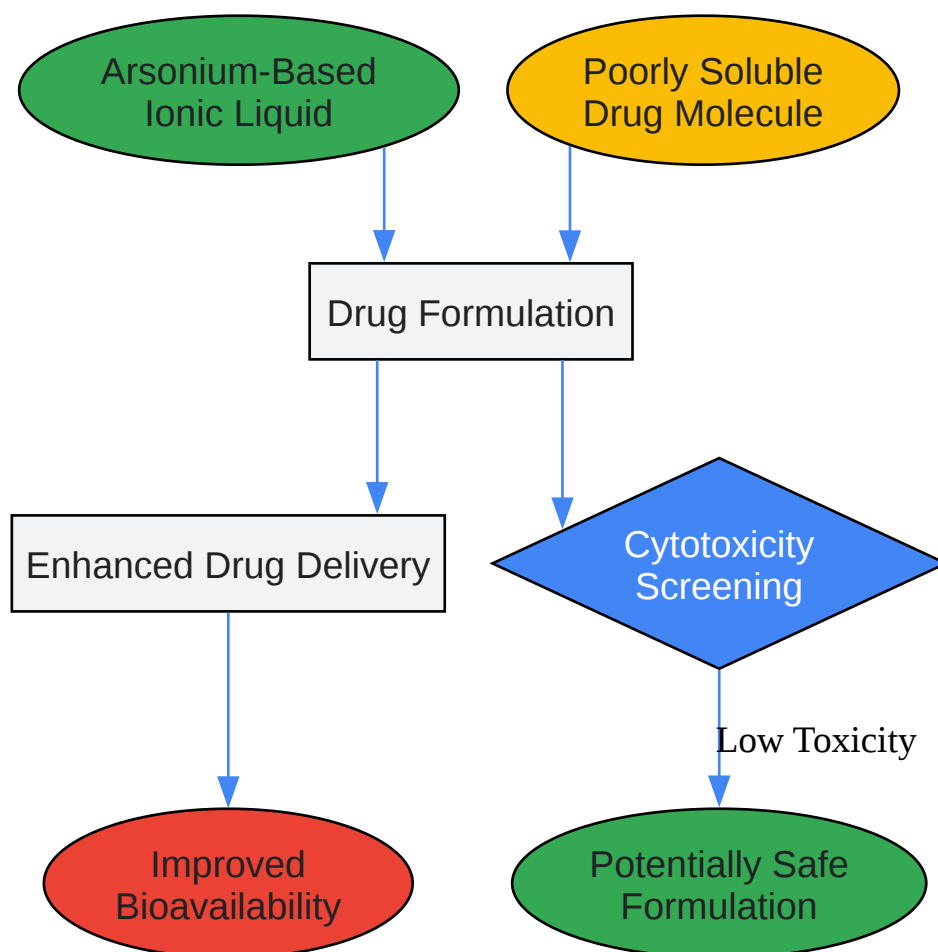 Arsonium-Based
Ionic Liquid
Poorly Soluble
Drug Molecule
Drug Formulation
Enhanced Drug Delivery
Cytotoxicity
Screening
Low Toxicity
Improved
Bioavailability
Potentially Safe
Formulation